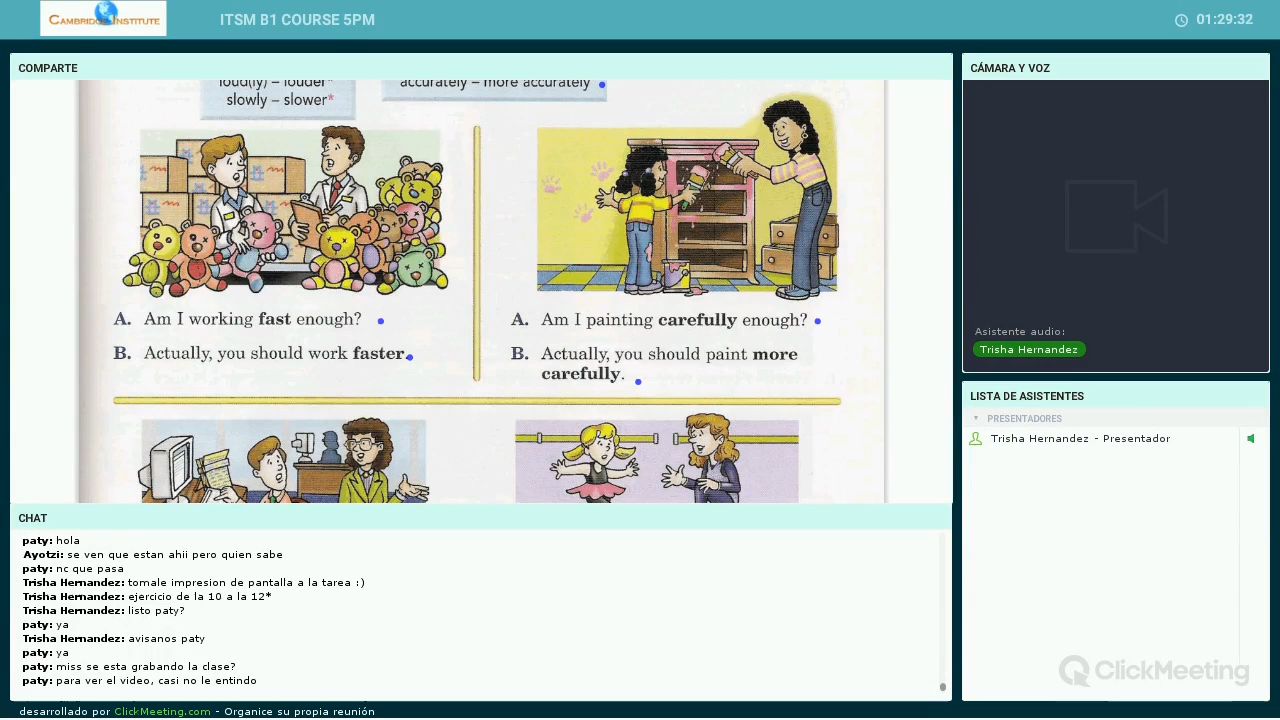 CAMBRIDGE INSTITUTE
ITSM B1 COURSE 5PM
01:29:32
COMPARTE
loud(ly) – louder*
slowly – slower*
accurately – more accurately
A. Am I working fast enough?
B. Actually, you should work faster.
A. Am I painting carefully enough?
B. Actually, you should paint more
carefully.
CHAT
paty: hola
Ayotzi: se ven que estan ahii pero quien sabe
paty: nc que pasa
Trisha Hernandez: tomale impresion de pantalla a la tarea :)
Trisha Hernandez: ejercicio de la 10 a la 12*
Trisha Hernandez: listo paty?
paty: ya
Trisha Hernandez: avisanos paty
paty: ya
paty: miss se esta grabando la clase?
paty: para ver el video, casi no le entindo
CÁMARA Y VOZ
Asistente audio:
Trisha Hernandez
LISTA DE ASISTENTES
PRESENTADORES
Trisha Hernandez - Presentador
ClickMeeting
desarrollado por ClickMeeting.com - Organice su propia reunión